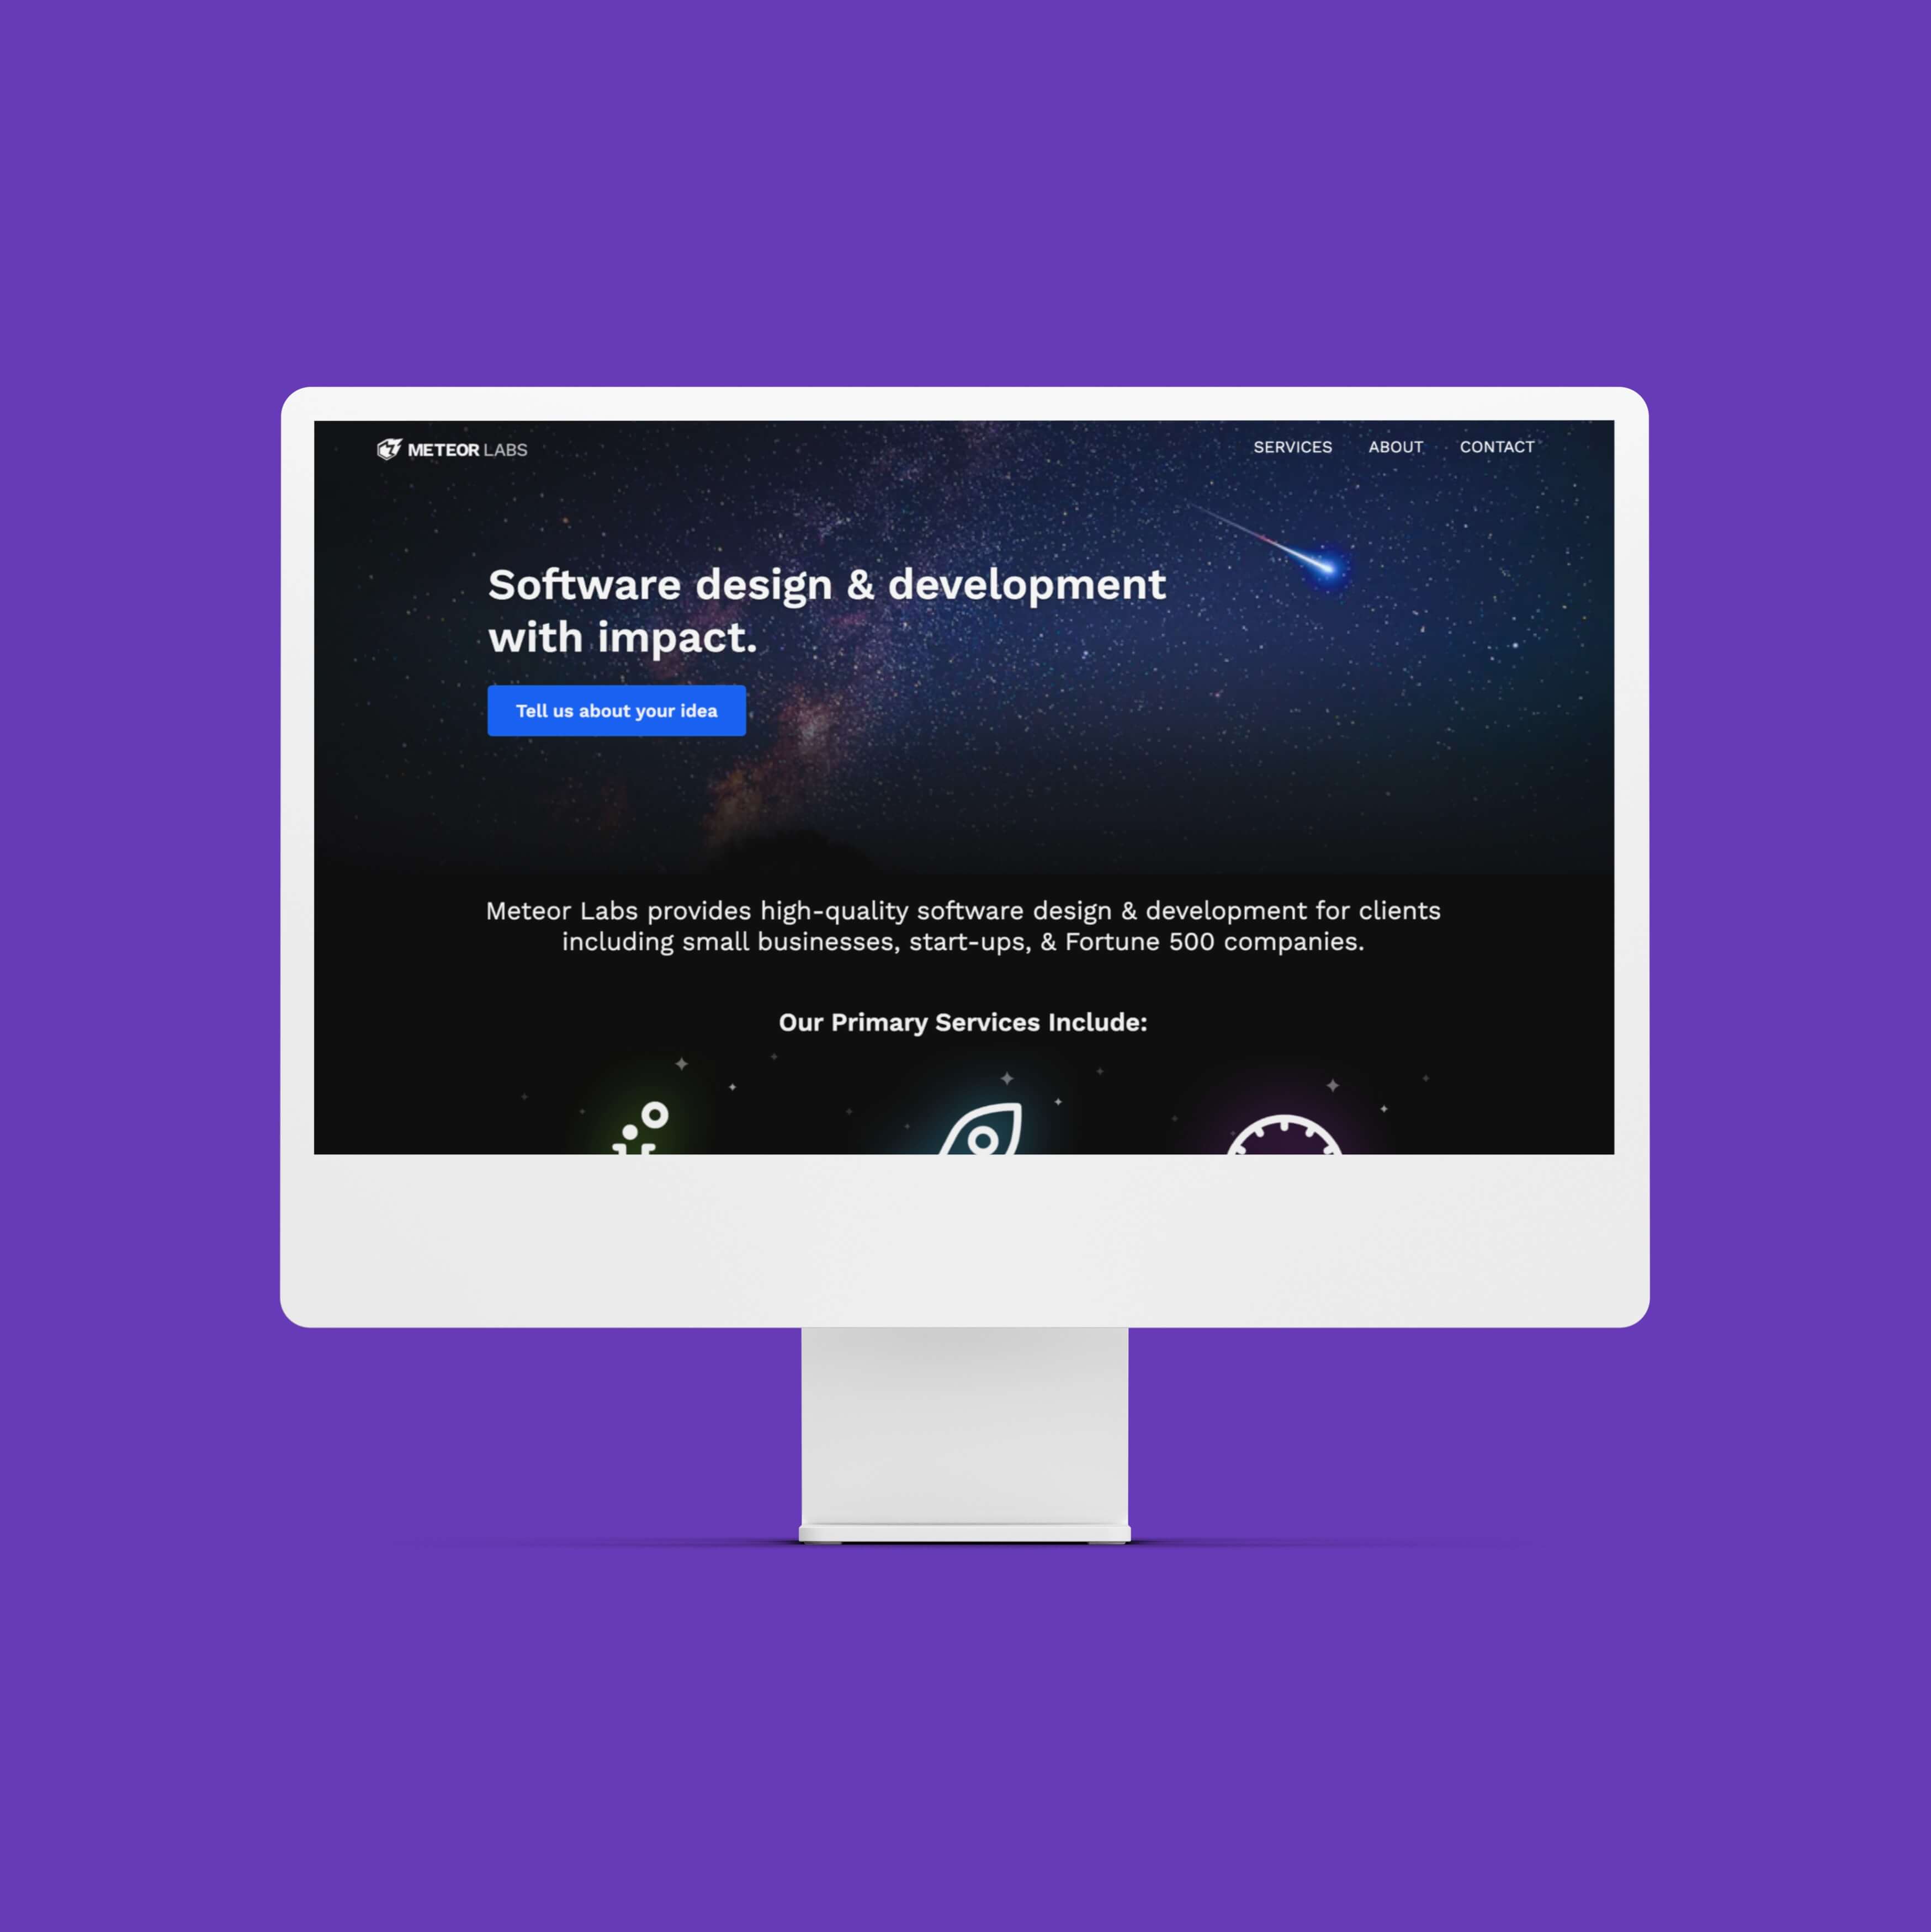 METEOR LABS
SERVICES ABOUT CONTACT
Software design & development
with impact.
Tell us about your idea
Meteor Labs provides high-quality software design & development for clients
including small businesses, start-ups, & Fortune 500 companies.
Our Primary Services Include: